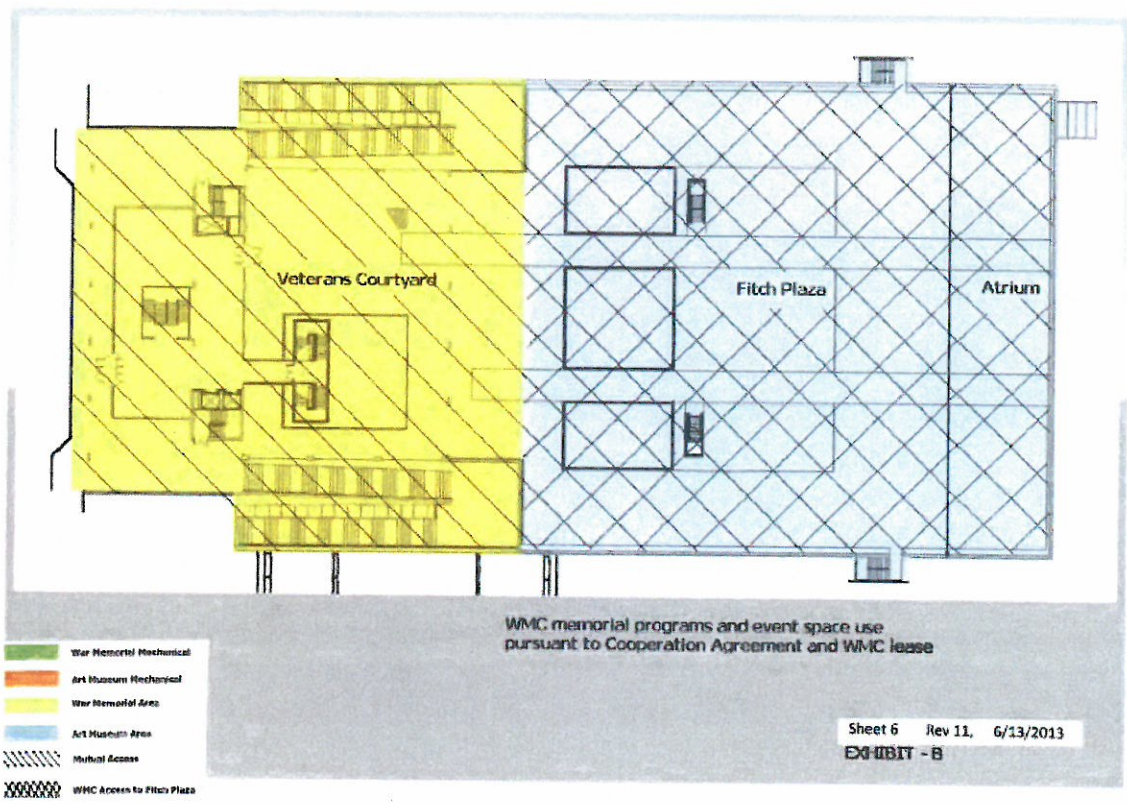 Veterans Courtyard
Fitch Plaza
Atrium
WMC memorial programs and event space use
pursuant to Cooperation Agreement and WMC lease
War Memorial Mechanical
Art Museum Mechanical
War Memorial Area
Art Museum Area
Mutual Access
WMC Access to Fitch Plaza
Sheet 6 Rev 11, 6/13/2013
EXHIBIT - B